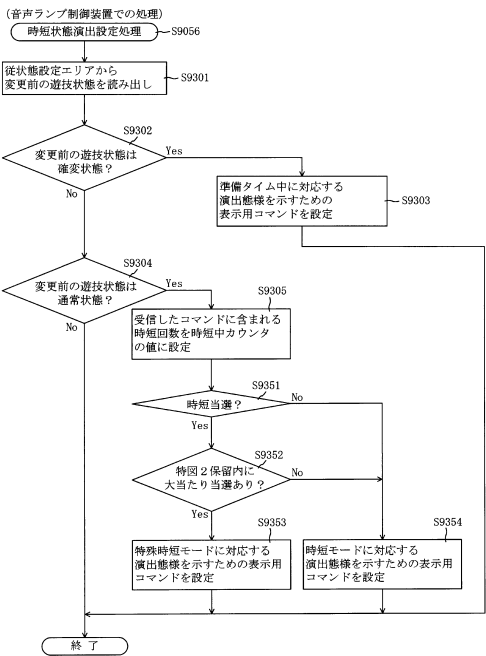 (音声ランプ制御装置での処理)
時短状態演出設定処理
S9056
従状態設定エリアから
変更前の遊技状態を読み出し
S9301
S9302
変更前の遊技状態は
確変状態？
Yes
No
準備タイム中に対応する
演出態様を示すための
表示用コマンドを設定
S9303
S9304
変更前の遊技状態は
通常状態？
Yes
No
S9305
受信したコマンドに含まれる
時短回数を時短中カウンタ
の値に設定
S9351
時短当選？
No
Yes
S9352
特図２保留内に
大当たり当選あり？
No
Yes
S9353
特殊時短モードに対応する
演出態様を示すための表示用
コマンドを設定
S9354
時短モードに対応する
演出態様を示すための表示用
コマンドを設定
終 了